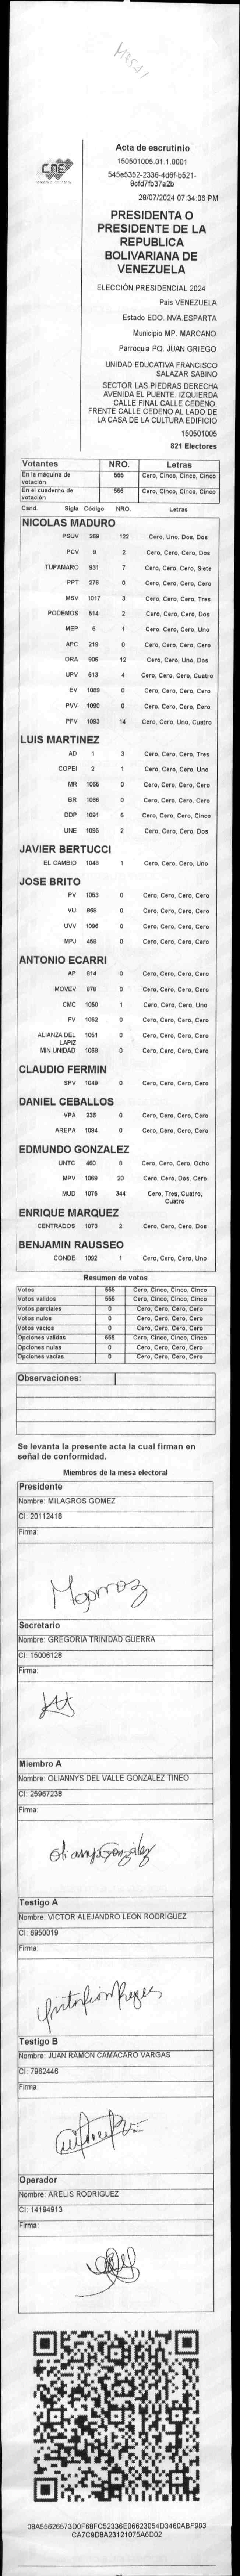 CNE
Acta de escrutinio
150501005.01.1.0001
545e5352-2336-4d6f-b521-
9cfd7fb37a2b
28/07/2024 07:34:06 PM
PRESIDENTA O
PRESIDENTE DE LA
REPUBLICA
BOLIVARIANA DE
VENEZUELA
ELECCIÓN PRESIDENCIAL 2024
País VENEZUELA
Estado EDO. NVA.ESPARTA
Municipio MP. MARCANO
Parroquia PQ. JUAN GRIEGO
UNIDAD EDUCATIVA FRANCISCO
SALAZAR SABINO
SECTOR LAS PIEDRAS DERECHA
AVENIDA EL PUENTE. IZQUIERDA
CALLE FINAL CALLE CEDENO.
FRENTE CALLE CEDENO AL LADO DE
LA CASA DE LA CULTURA EDIFICIO
150501005
821 Electores
Votantes NRO. Letras
En la máquina de votación 555 Cero, Cinco, Cinco, Cinco
En el cuaderno de votación 555 Cero, Cinco, Cinco, Cinco
Cand. Sigla Código NRO. Letras
NICOLAS MADURO
PSUV 269 122 Cero, Uno, Dos, Dos
PCV 9 2 Cero, Cero, Cero, Dos
TUPAMARO 931 7 Cero, Cero, Cero, Siete
PPT 276 0 Cero, Cero, Cero, Cero
MSV 1017 3 Cero, Cero, Cero, Tres
PODEMOS 514 2 Cero, Cero, Cero, Dos
MEP 6 1 Cero, Cero, Cero, Uno
APC 219 0 Cero, Cero, Cero, Cero
ORA 906 12 Cero, Cero, Uno, Dos
UPV 513 4 Cero, Cero, Cero, Cuatro
EV 1089 0 Cero, Cero, Cero, Cero
PVV 1090 0 Cero, Cero, Cero, Cero
PFV 1093 14 Cero, Cero, Uno, Cuatro
LUIS MARTINEZ
AD 1 3 Cero, Cero, Cero, Tres
COPEI 2 1 Cero, Cero, Cero, Uno
MR 1065 0 Cero, Cero, Cero, Cero
BR 1066 0 Cero, Cero, Cero, Cero
DDP 1091 5 Cero, Cero, Cero, Cinco
UNE 1095 2 Cero, Cero, Cero, Dos
JAVIER BERTUCCI
EL CAMBIO 1048 1 Cero, Cero, Cero, Uno
JOSE BRITO
PV 1053 0 Cero, Cero, Cero, Cero
VU 969 0 Cero, Cero, Cero, Cero
UVV 1096 0 Cero, Cero, Cero, Cero
MPJ 458 0 Cero, Cero, Cero, Cero
ANTONIO ECARRI
AP 914 0 Cero, Cero, Cero, Cero
MOVEV 979 0 Cero, Cero, Cero, Cero
CMC 1050 1 Cero, Cero, Cero, Uno
FV 1062 0 Cero, Cero, Cero, Cero
ALIANZA DEL LAPIZ 1051 0 Cero, Cero, Cero, Cero
MIN UNIDAD 1058 0 Cero, Cero, Cero, Cero
CLAUDIO FERMIN
SPV 1049 0 Cero, Cero, Cero, Cero
DANIEL CEBALLOS
VPA 236 0 Cero, Cero, Cero, Cero
AREPA 1094 0 Cero, Cero, Cero, Cero
EDMUNDO GONZALEZ
UNTC 460 8 Cero, Cero, Cero, Ocho
MPV 1069 20 Cero, Cero, Dos, Cero
MUD 1075 344 Cero, Tres, Cuatro,
Cuatro
ENRIQUE MARQUEZ
CENTRADOS 1073 2 Cero, Cero, Cero, Dos
BENJAMIN RAUSSEO
CONDE 1092 1 Cero, Cero, Cero, Uno
Resumen de votos
Votos 555 Cero, Cinco, Cinco, Cinco
Votos validos 555 Cero, Cinco, Cinco, Cinco
Votos parciales 0 Cero, Cero, Cero, Cero
Votos nulos 0 Cero, Cero, Cero, Cero
Votos vacios 0 Cero, Cero, Cero, Cero
Opciones validas 555 Cero, Cinco, Cinco, Cinco
Opciones nulas 0 Cero, Cero, Cero, Cero
Opciones vacias 0 Cero, Cero, Cero, Cero
Observaciones:
Se levanta la presente acta la cual firman en
señal de conformidad.
Miembros de la mesa electoral
Presidente
Nombre: MILAGROS GOMEZ
CI: 20112418
Firma:
Secretario
Nombre: GREGORIA TRINIDAD GUERRA
CI: 15006128
Firma:
Miembro A
Nombre: OLIANNYS DEL VALLE GONZALEZ TINEO
CI: 25967238
Firma:
Testigo A
Nombre: VICTOR ALEJANDRO LEON RODRIGUEZ
CI: 6950019
Firma:
Testigo B
Nombre: JUAN RAMON CAMACARO VARGAS
CI: 7962446
Firma:
Operador
Nombre: ARELIS RODRIGUEZ
CI: 14194913
Firma: